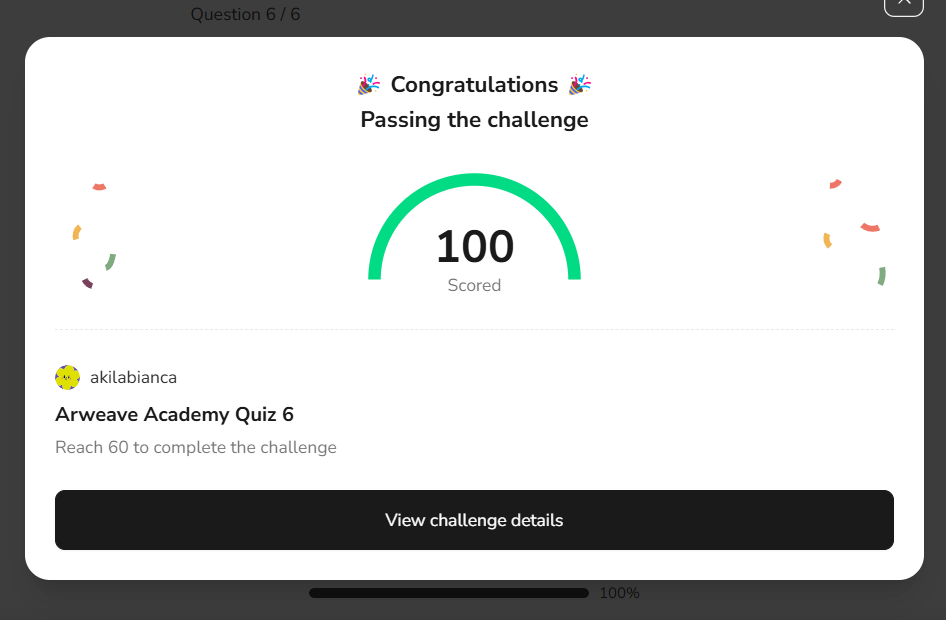 Question 6 / 6
🎉 Congratulations 🎉
Passing the challenge
100
Scored
akilabianca
Arweave Academy Quiz 6
Reach 60 to complete the challenge
View challenge details
100%